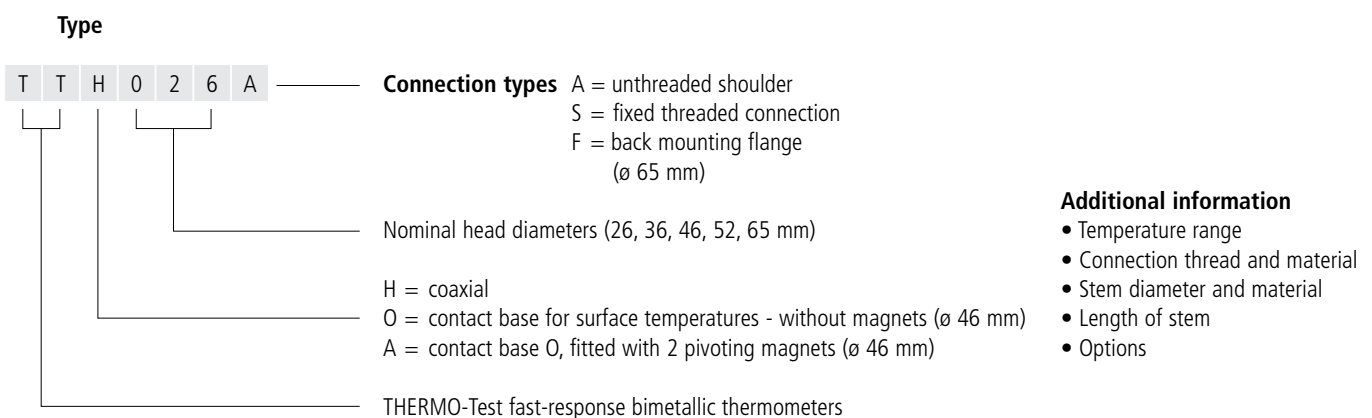 Type
T T H 0 2 6 A
Connection types A = unthreaded shoulder
S = fixed threaded connection
F = back mounting flange
(ø 65 mm)
Nominal head diameters (26, 36, 46, 52, 65 mm)
H = coaxial
O = contact base for surface temperatures - without magnets (ø 46 mm)
A = contact base O, fitted with 2 pivoting magnets (ø 46 mm)
THERMO-Test fast-response bimetallic thermometers
Additional information
• Temperature range
• Connection thread and material
• Stem diameter and material
• Length of stem
• Options